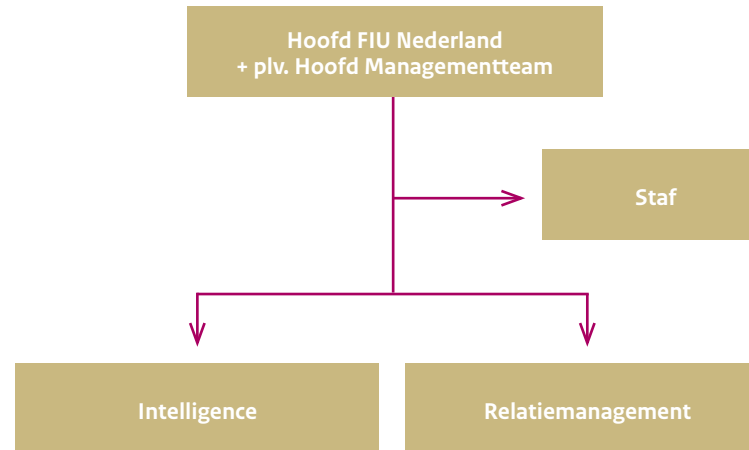 Hoofd FIU Nederland
+ plv. Hoofd Managementteam
Staf
Intelligence
Relatiemanagement